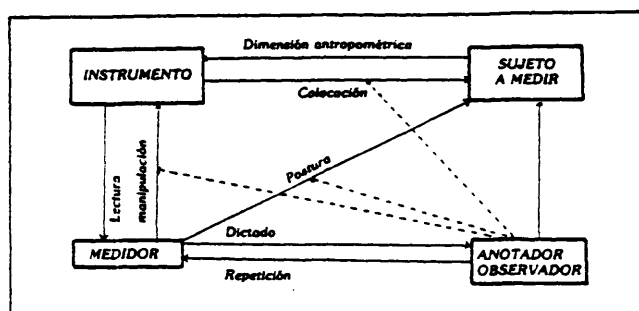 Dimensión antropométrica
INSTRUMENTO
SUJETO
A MEDIR
Colocación
Lectura
manipulación
Postura
Dictado
MEDIDOR
ANOTADOR
OBSERVADOR
Repetición